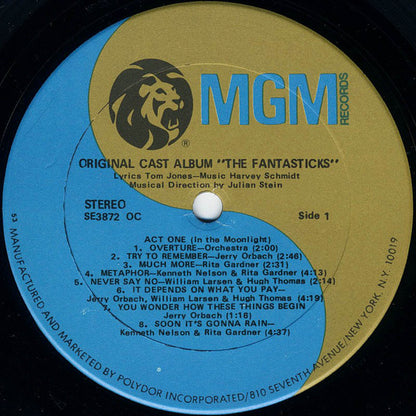 MGM
RECORDS
®
ORIGINAL CAST ALBUM "THE FANTASTICKS"
Lyrics Tom Jones—Music Harvey Schmidt
Musical Direction by Julian Stein
STEREO
SE3872 OC
Side 1
ACT ONE (In the Moonlight)
1. OVERTURE—Orchestra (2:00)
2. TRY TO REMEMBER—Jerry Orbach (2:46)
3. MUCH MORE—Rita Gardner (2:31)
4. METAPHOR—Kenneth Nelson & Rita Gardner (4:13)
5. NEVER SAY NO—William Larsen & Hugh Thomas (2:14)
6. IT DEPENDS ON WHAT YOU PAY—
Jerry Orbach, William Larsen & Hugh Thomas (4:19)
7. YOU WONDER HOW THESE THINGS BEGIN
Jerry Orbach (1:16)
8. SOON IT'S GONNA RAIN—
Kenneth Nelson & Rita Gardner (4:37)
53 MANUFACTURED AND MARKETED BY POLYDOR INCORPORATED/810 SEVENTH AVENUE/NEW YORK, N.Y. 10019